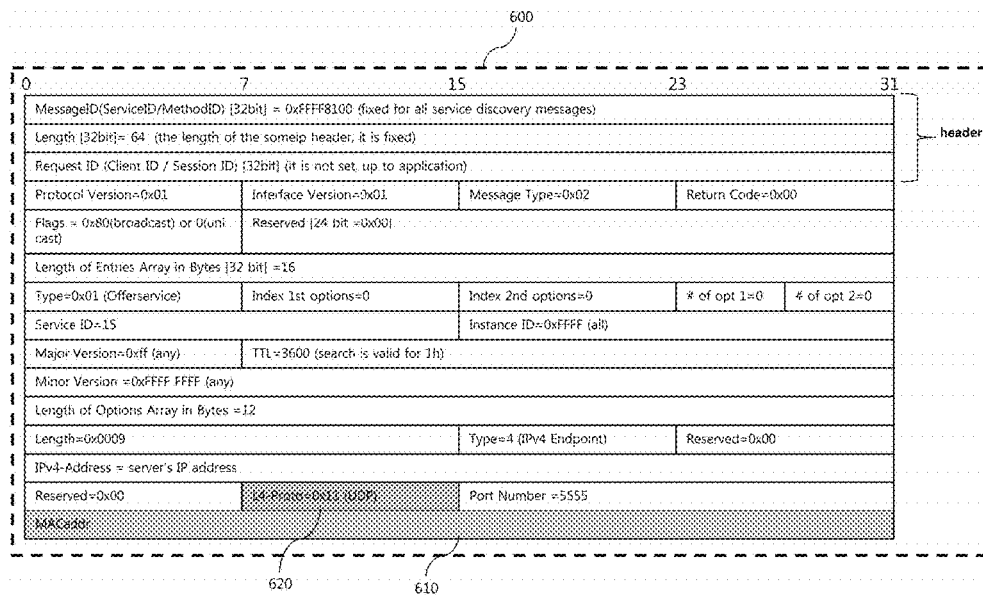 600
0 7 15 23 31
MessageID(ServiceID/MethodID) [32bit] = 0xFFFF8100 (fixed for all service discovery messages)
Length [32bit]= 64 (the length of the someip header, it is fixed)
header
Request ID (Client ID / Session ID) [32bit] (it is not set, up to application)
Protocol Version=0x01 Interface Version=0x01 Message Type=0x02 Return Code=0x00
Flags = 0x80(broadcast) or 0(uni
cast) Reserved [24 bit =0x00]
Length of Entries Array in Bytes [32 bit] =16
Type=0x01 (Offerservice) Index 1st options=0 Index 2nd options=0 # of opt 1=0 # of opt 2=0
Service ID=15 Instance ID=0xFFFF (all)
Major Version=0xff (any) TTL=3600 (search is valid for 1h)
Minor Version =0xFFFF FFFF (any)
Length of Options Array in Bytes =12
Length=0x0009 Type=4 (IPv4 Endpoint) Reserved=0x00
IPv4-Address = server's IP address
Reserved=0x00 L4-Proto=0x11 (UDP) Port Number =5555
MACaddr
620
610